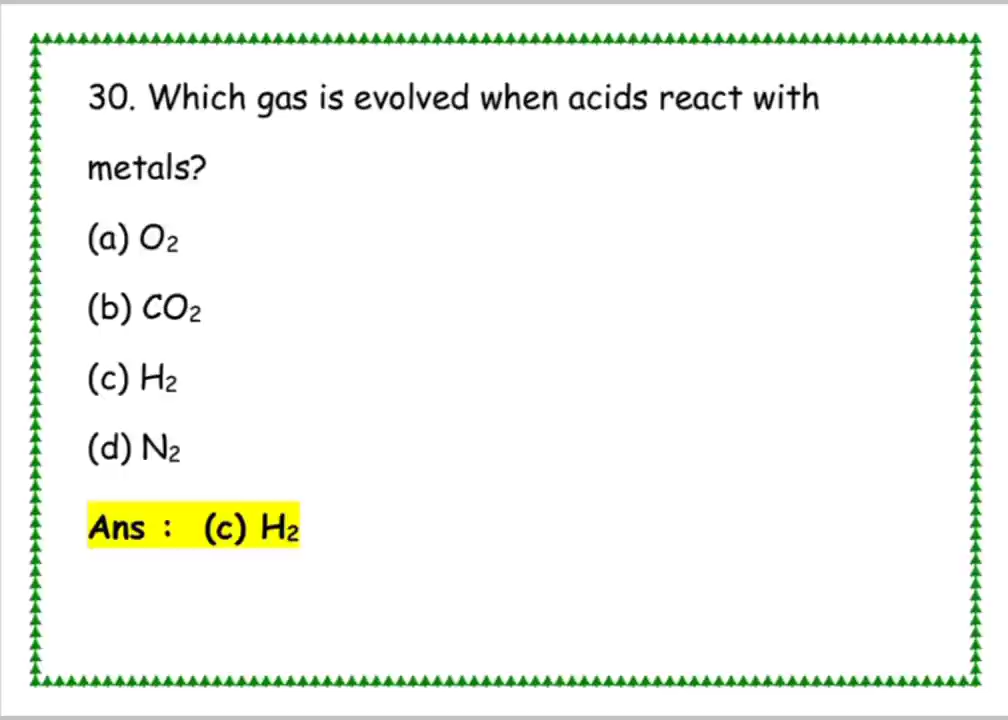 30. Which gas is evolved when acids react with
metals?
(a) O₂
(b) CO₂
(c) H₂
(d) N₂
Ans : (c) H₂